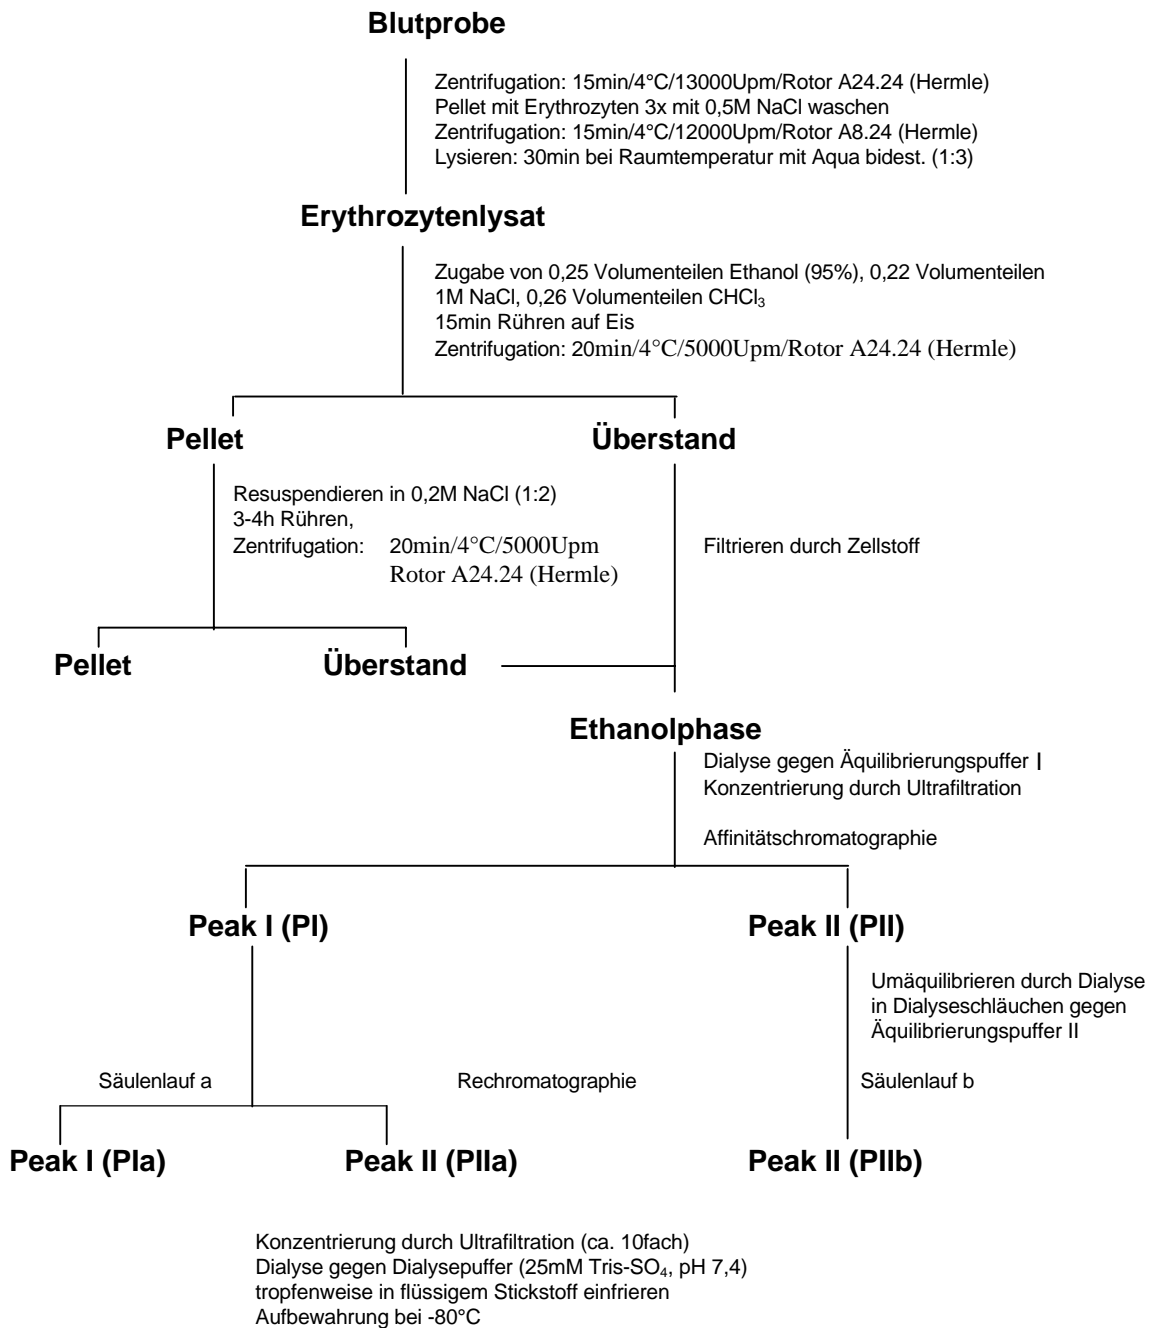 Blutprobe
Zentrifugation: 15min/4°C/13000Upm/Rotor A24.24 (Hermle)
Pellet mit Erythrozyten 3x mit 0,5M NaCl waschen
Zentrifugation: 15min/4°C/12000Upm/Rotor A8.24 (Hermle)
Lysieren: 30min bei Raumtemperatur mit Aqua bidest. (1:3)
Erythrozytenlysat
Zugabe von 0,25 Volumenteilen Ethanol (95%), 0,22 Volumenteilen
1M NaCl, 0,26 Volumenteilen CHCl₃
15min Rühren auf Eis
Zentrifugation: 20min/4°C/5000Upm/Rotor A24.24 (Hermle)
Pellet
Überstand
Resuspendieren in 0,2M NaCl (1:2)
3-4h Rühren,
Zentrifugation: 20min/4°C/5000Upm
Rotor A24.24 (Hermle)
Filtrieren durch Zellstoff
Pellet
Überstand
Ethanolphase
Dialyse gegen Äquilibrierungspuffer I
Konzentrierung durch Ultrafiltration
Affinitätschromatographie
Peak I (PI)
Peak II (PII)
Umäquilibrieren durch Dialyse
in Dialyseschläuchen gegen
Äquilibrierungspuffer II
Säulenlauf a
Rechromatographie
Säulenlauf b
Peak I (PIa)
Peak II (PIIa)
Peak II (PIIb)
Konzentrierung durch Ultrafiltration (ca. 10fach)
Dialyse gegen Dialysepuffer (25mM Tris-SO₄, pH 7,4)
tropfenweise in flüssigem Stickstoff einfrieren
Aufbewahrung bei -80°C